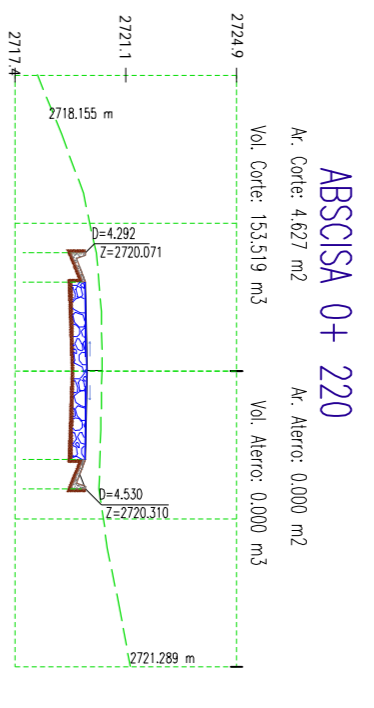 ABSCISA 0+ 220
Ar. Corte: 4.627 m2
Ar. Aterro: 0.000 m2
Vol. Corte: 153.519 m3
Vol. Aterro: 0.000 m3
2724.9
2721.1
2717.4
2718.155 m
D=4.292
Z=2720.071
D=4.530
Z=2720.310
2721.289 m